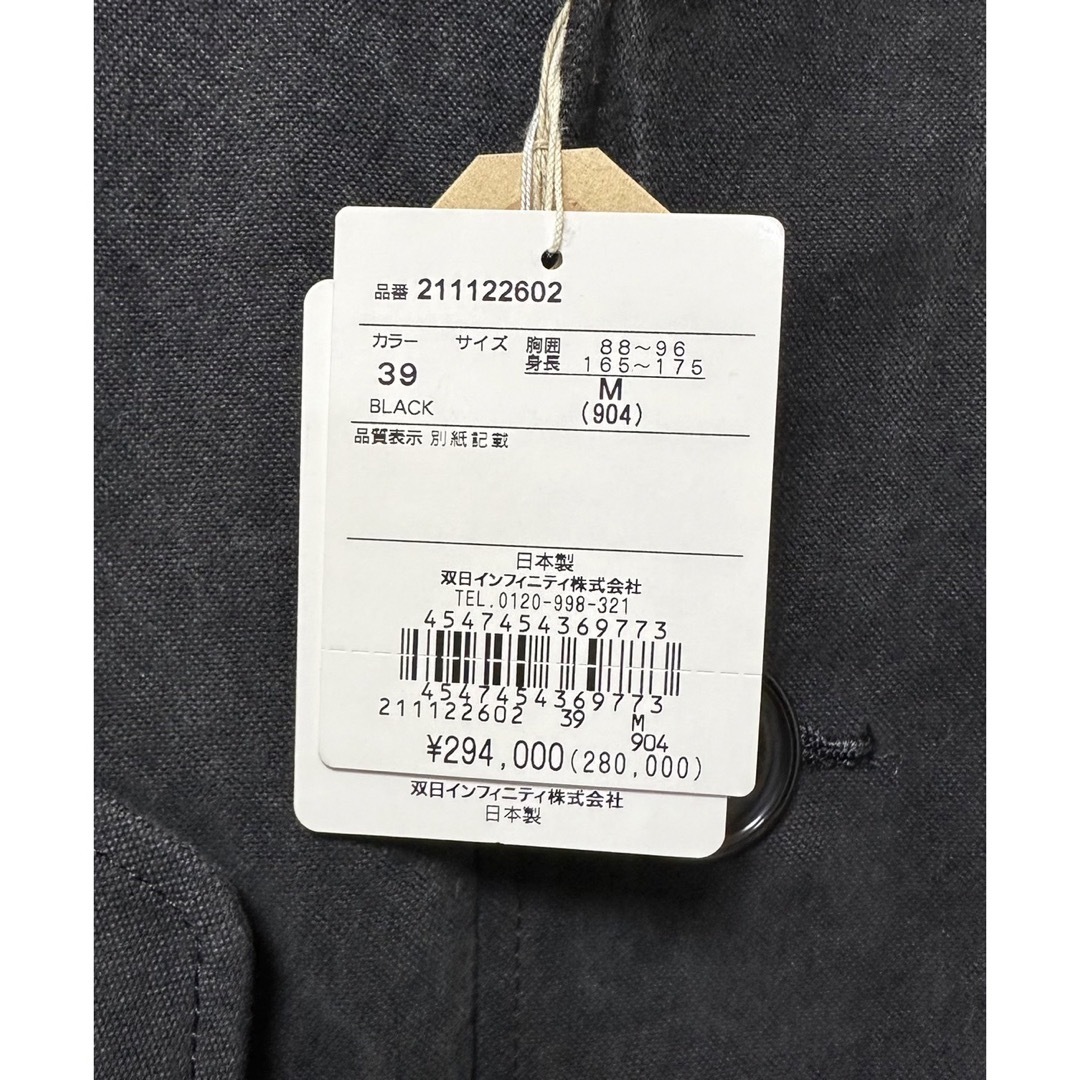 品番 211122602
カラー サイズ 胸囲 88~96
身長 165~175
39 M
BLACK (904)
品質表示 別紙記載
日本製
双日インフィニティ株式会社
TEL.0120-998-321
4547454369773
4547454369773
211122602 39 M
904
¥294,000(280,000)
双日インフィニティ株式会社
日本製